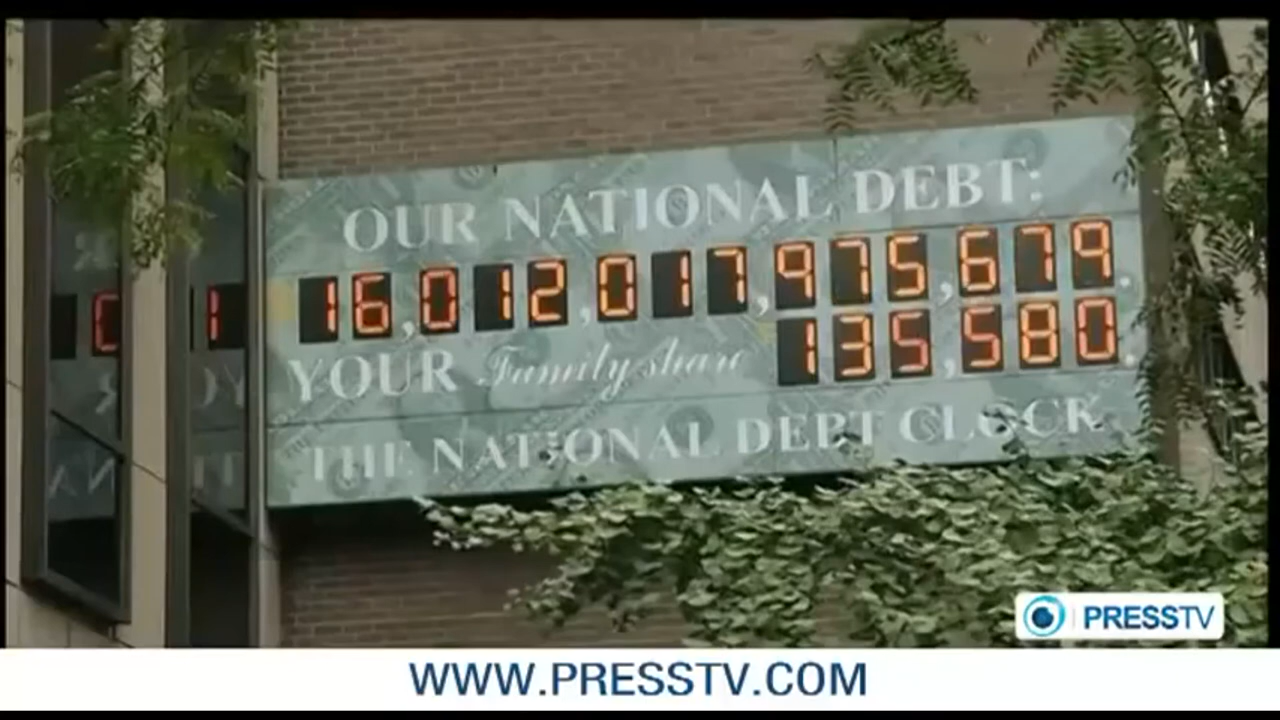 OUR NATIONAL DEBT:
16,012,017,975,679.
YOUR Family share 135,580.
THE NATIONAL DEBT CLOCK
PRESSTV
WWW.PRESSTV.COM